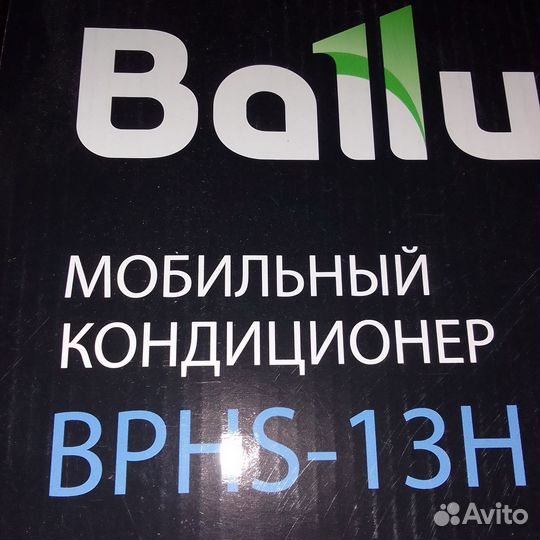 Ballu
МОБИЛЬНЫЙ
КОНДИЦИОНЕР
BPHS-13H
Avito